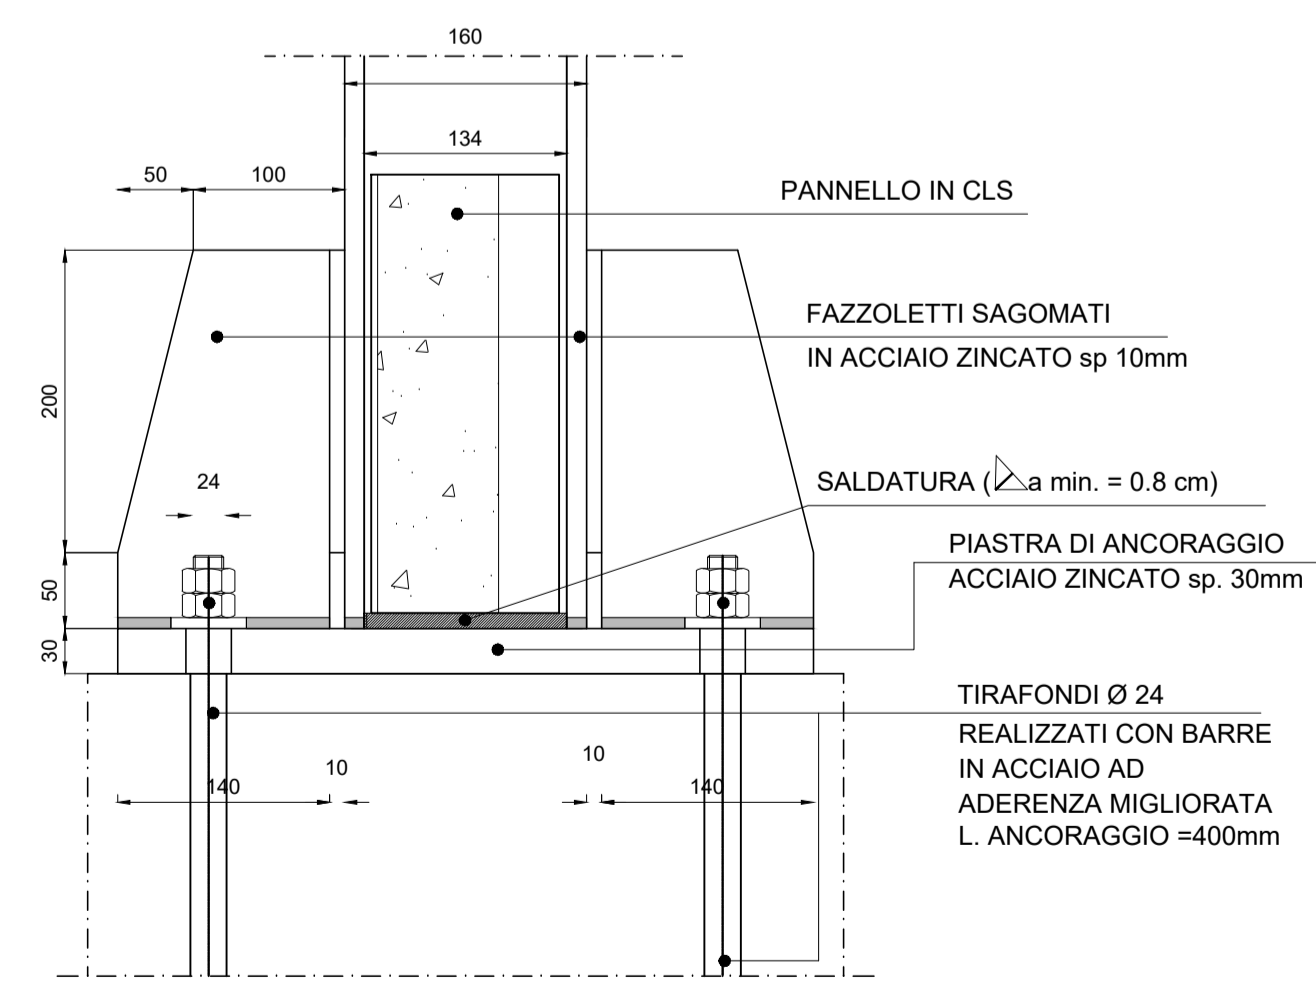 160
134
50
100
PANNELLO IN CLS
FAZZOLETTI SAGOMATI
IN ACCIAIO ZINCATO sp 10mm
200
24
SALDATURA ( a min. = 0.8 cm)
PIASTRA DI ANCORAGGIO
ACCIAIO ZINCATO sp. 30mm
50
30
TIRAFONDI Ø 24
REALIZZATI CON BARRE
IN ACCIAIO AD
ADERENZA MIGLIORATA
L. ANCORAGGIO =400mm
10
10
140
140